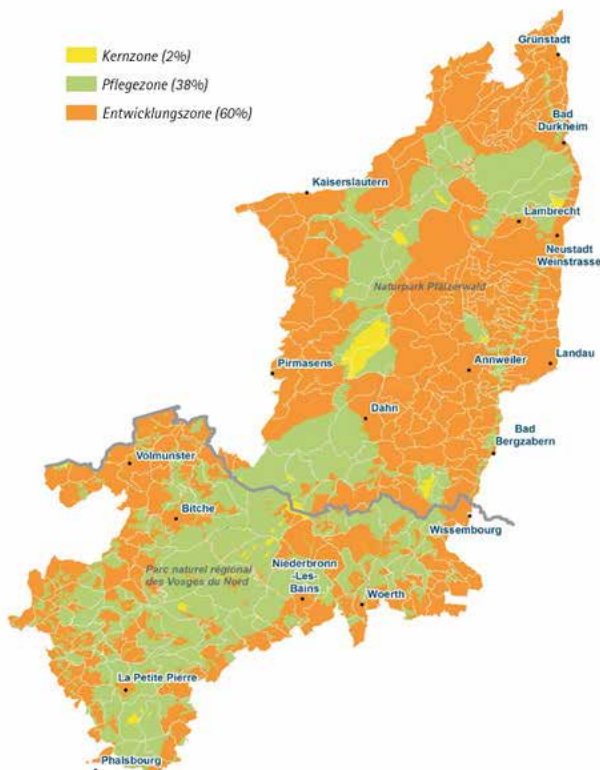 Kernzone (2%)
Pflegezone (38%)
Entwicklungszone (60%)
Grünstadt
Bad
Dürkheim
Kaiserslautern
Lambrecht
Neustadt
Weinstrasse
Naturpark Pfälzerwald
Pirmasens
Annweiler
Landau
Dahn
Bad
Bergzabern
Volmunster
Bitche
Wissembourg
Parc naturel régional
des Vosges du Nord
Niederbronn
-Les-
Bains
Woerth
La Petite Pierre
Phalsbourg